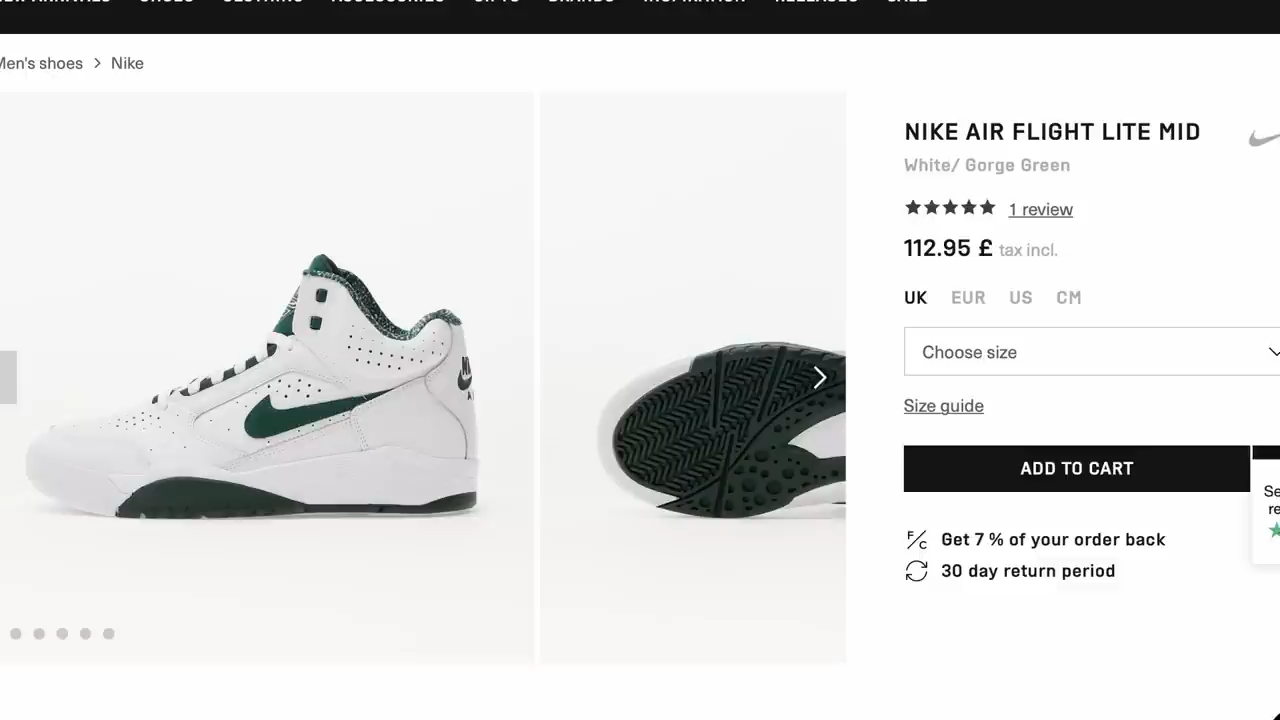 Men's shoes > Nike
NIKE AIR FLIGHT LITE MID
White/ Gorge Green
1 review
112.95 £ tax incl.
UK EUR US CM
Choose size
Size guide
ADD TO CART
Get 7 % of your order back
30 day return period